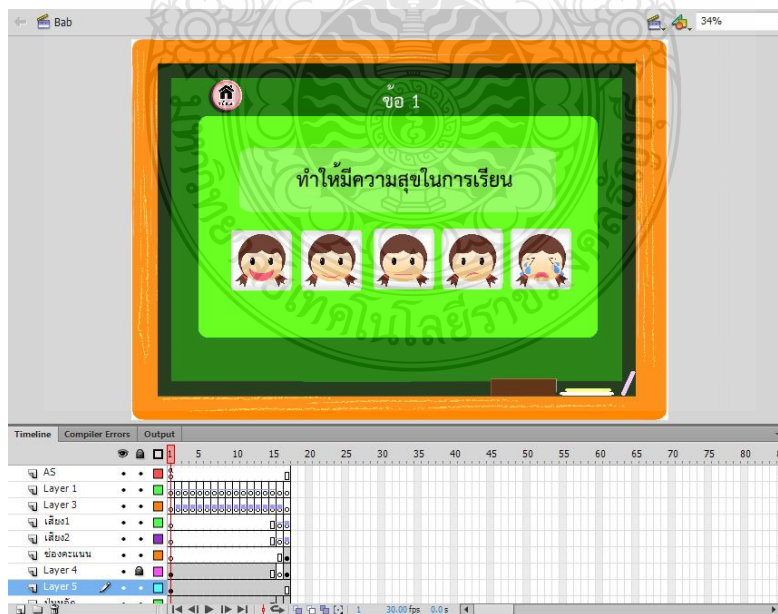 Bab
34%
ข้อ 1
ทำให้มีความสุขในการเรียน
Timeline Compiler Errors Output
1 5 10 15 20 25 30 35 40 45 50 55 60 65 70 75 80
AS
Layer 1
Layer 3
เสียง1
เสียง2
ช่องคะแนน
Layer 4
Layer 5
1 30.00 fps 0.0 s